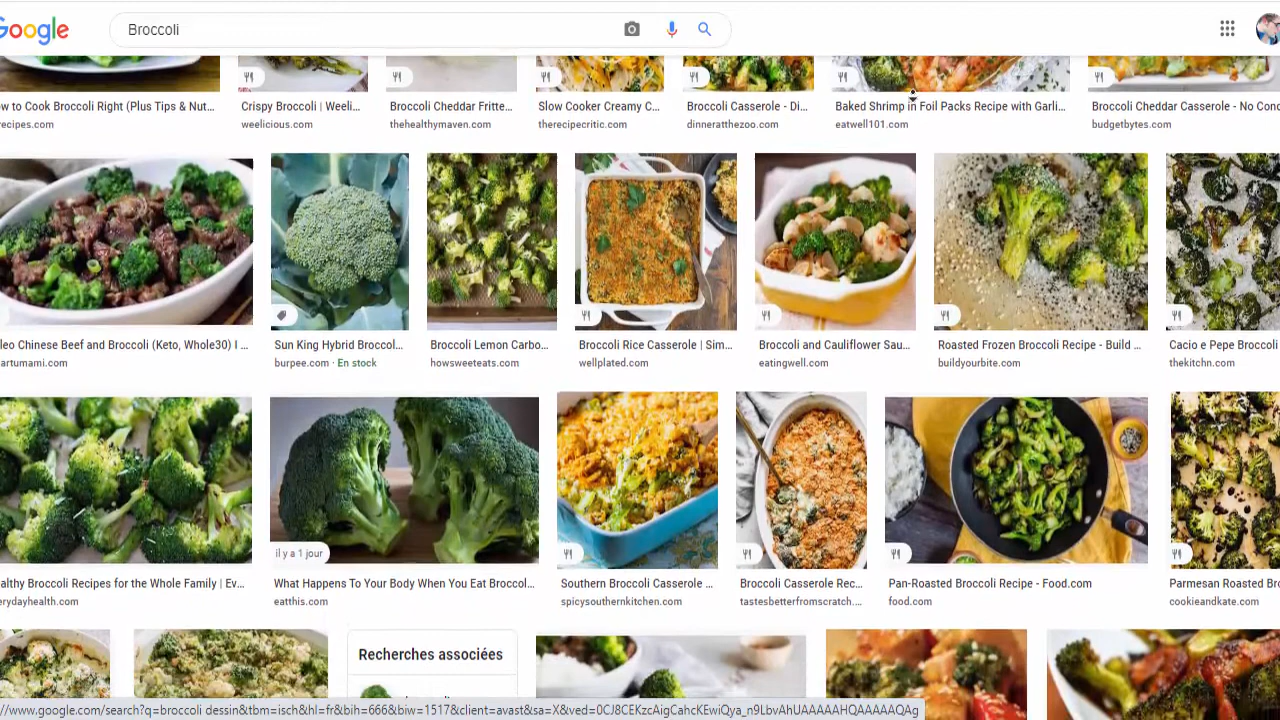 Google
Broccoli
w to Cook Broccoli Right (Plus Tips & Nut...
recipes.com
Crispy Broccoli | Weeli...
weelicious.com
Broccoli Cheddar Fritte...
thehealthymaven.com
Slow Cooker Creamy C...
therecipecritic.com
Broccoli Casserole - Di...
dinneratthezoo.com
Baked Shrimp in Foil Packs Recipe with Garli...
eatwell101.com
Broccoli Cheddar Casserole - No Con
budgetbytes.com
leo Chinese Beef and Broccoli (Keto, Whole30) I ...
artumami.com
Sun King Hybrid Broccol...
burpee.com · En stock
Broccoli Lemon Carbo...
howsweeteats.com
Broccoli Rice Casserole | Sim...
wellplated.com
Broccoli and Cauliflower Sau...
eatingwell.com
Roasted Frozen Broccoli Recipe - Build ...
buildyourbite.com
Cacio e Pepe Broccoli
thekitchn.com
althy Broccoli Recipes for the Whole Family | Ev...
erydayhealth.com
il y a 1 jour
What Happens To Your Body When You Eat Broccol...
eatthis.com
Southern Broccoli Casserole ...
spicysouthernkitchen.com
Broccoli Casserole Rec...
tastesbetterfromscratch....
Pan-Roasted Broccoli Recipe - Food.com
food.com
Parmesan Roasted Bro
cookieandkate.com
Recherches associées
//www.google.com/search?q=broccoli dessin&tbm=isch&hl=fr&bih=666&biw=1517&client=avast&sa=X&ved=0CJ8CEKzcAigCahcKEwiQya_n9LbvAhUAAAAAHQAAAAAQAg